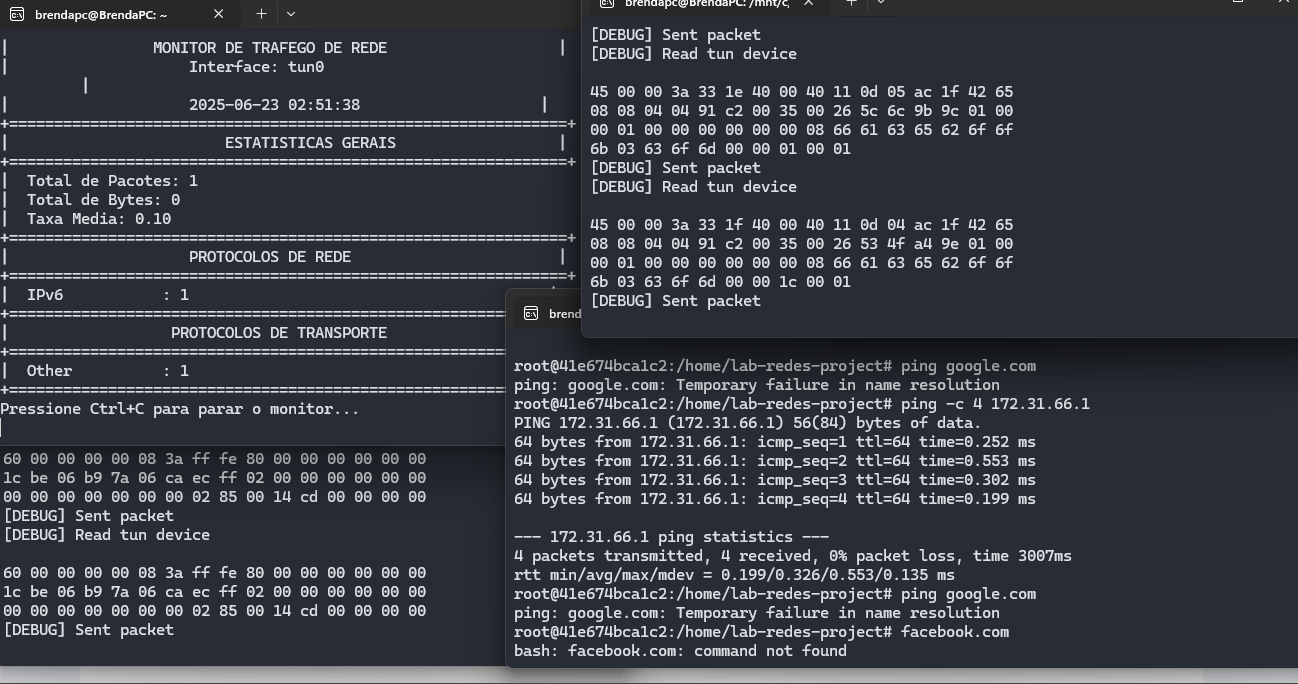 brendapc@BrendaPC: ~
MONITOR DE TRAFEGO DE REDE
Interface: tun0
2025-06-23 02:51:38
ESTATISTICAS GERAIS
Total de Pacotes: 1
Total de Bytes: 0
Taxa Media: 0.10
PROTOCOLOS DE REDE
IPv6 : 1
PROTOCOLOS DE TRANSPORTE
Other : 1
Pressione Ctrl+C para parar o monitor...
60 00 00 00 00 08 3a ff fe 80 00 00 00 00 00 00
1c be 06 b9 7a 06 ca ec ff 02 00 00 00 00 00 00
00 00 00 00 00 00 00 02 85 00 14 cd 00 00 00 00
[DEBUG] Sent packet
[DEBUG] Read tun device
60 00 00 00 00 08 3a ff fe 80 00 00 00 00 00 00
1c be 06 b9 7a 06 ca ec ff 02 00 00 00 00 00 00
00 00 00 00 00 00 00 02 85 00 14 cd 00 00 00 00
[DEBUG] Sent packet
brendapc@BrendaPC: /mnt/c,
[DEBUG] Sent packet
[DEBUG] Read tun device
45 00 00 3a 33 1e 40 00 40 11 0d 05 ac 1f 42 65
08 08 04 04 91 c2 00 35 00 26 5c 6c 9b 9c 01 00
00 01 00 00 00 00 00 00 08 66 61 63 65 62 6f 6f
6b 03 63 6f 6d 00 00 01 00 01
[DEBUG] Sent packet
[DEBUG] Read tun device
45 00 00 3a 33 1f 40 00 40 11 0d 04 ac 1f 42 65
08 08 04 04 91 c2 00 35 00 26 53 4f a4 9e 01 00
00 01 00 00 00 00 00 00 08 66 61 63 65 62 6f 6f
6b 03 63 6f 6d 00 00 1c 00 01
[DEBUG] Sent packet
brend
root@41e674bca1c2:/home/lab-redes-project# ping google.com
ping: google.com: Temporary failure in name resolution
root@41e674bca1c2:/home/lab-redes-project# ping -c 4 172.31.66.1
PING 172.31.66.1 (172.31.66.1) 56(84) bytes of data.
64 bytes from 172.31.66.1: icmp_seq=1 ttl=64 time=0.252 ms
64 bytes from 172.31.66.1: icmp_seq=2 ttl=64 time=0.553 ms
64 bytes from 172.31.66.1: icmp_seq=3 ttl=64 time=0.302 ms
64 bytes from 172.31.66.1: icmp_seq=4 ttl=64 time=0.199 ms
--- 172.31.66.1 ping statistics ---
4 packets transmitted, 4 received, 0% packet loss, time 3007ms
rtt min/avg/max/mdev = 0.199/0.326/0.553/0.135 ms
root@41e674bca1c2:/home/lab-redes-project# ping google.com
ping: google.com: Temporary failure in name resolution
root@41e674bca1c2:/home/lab-redes-project# facebook.com
bash: facebook.com: command not found